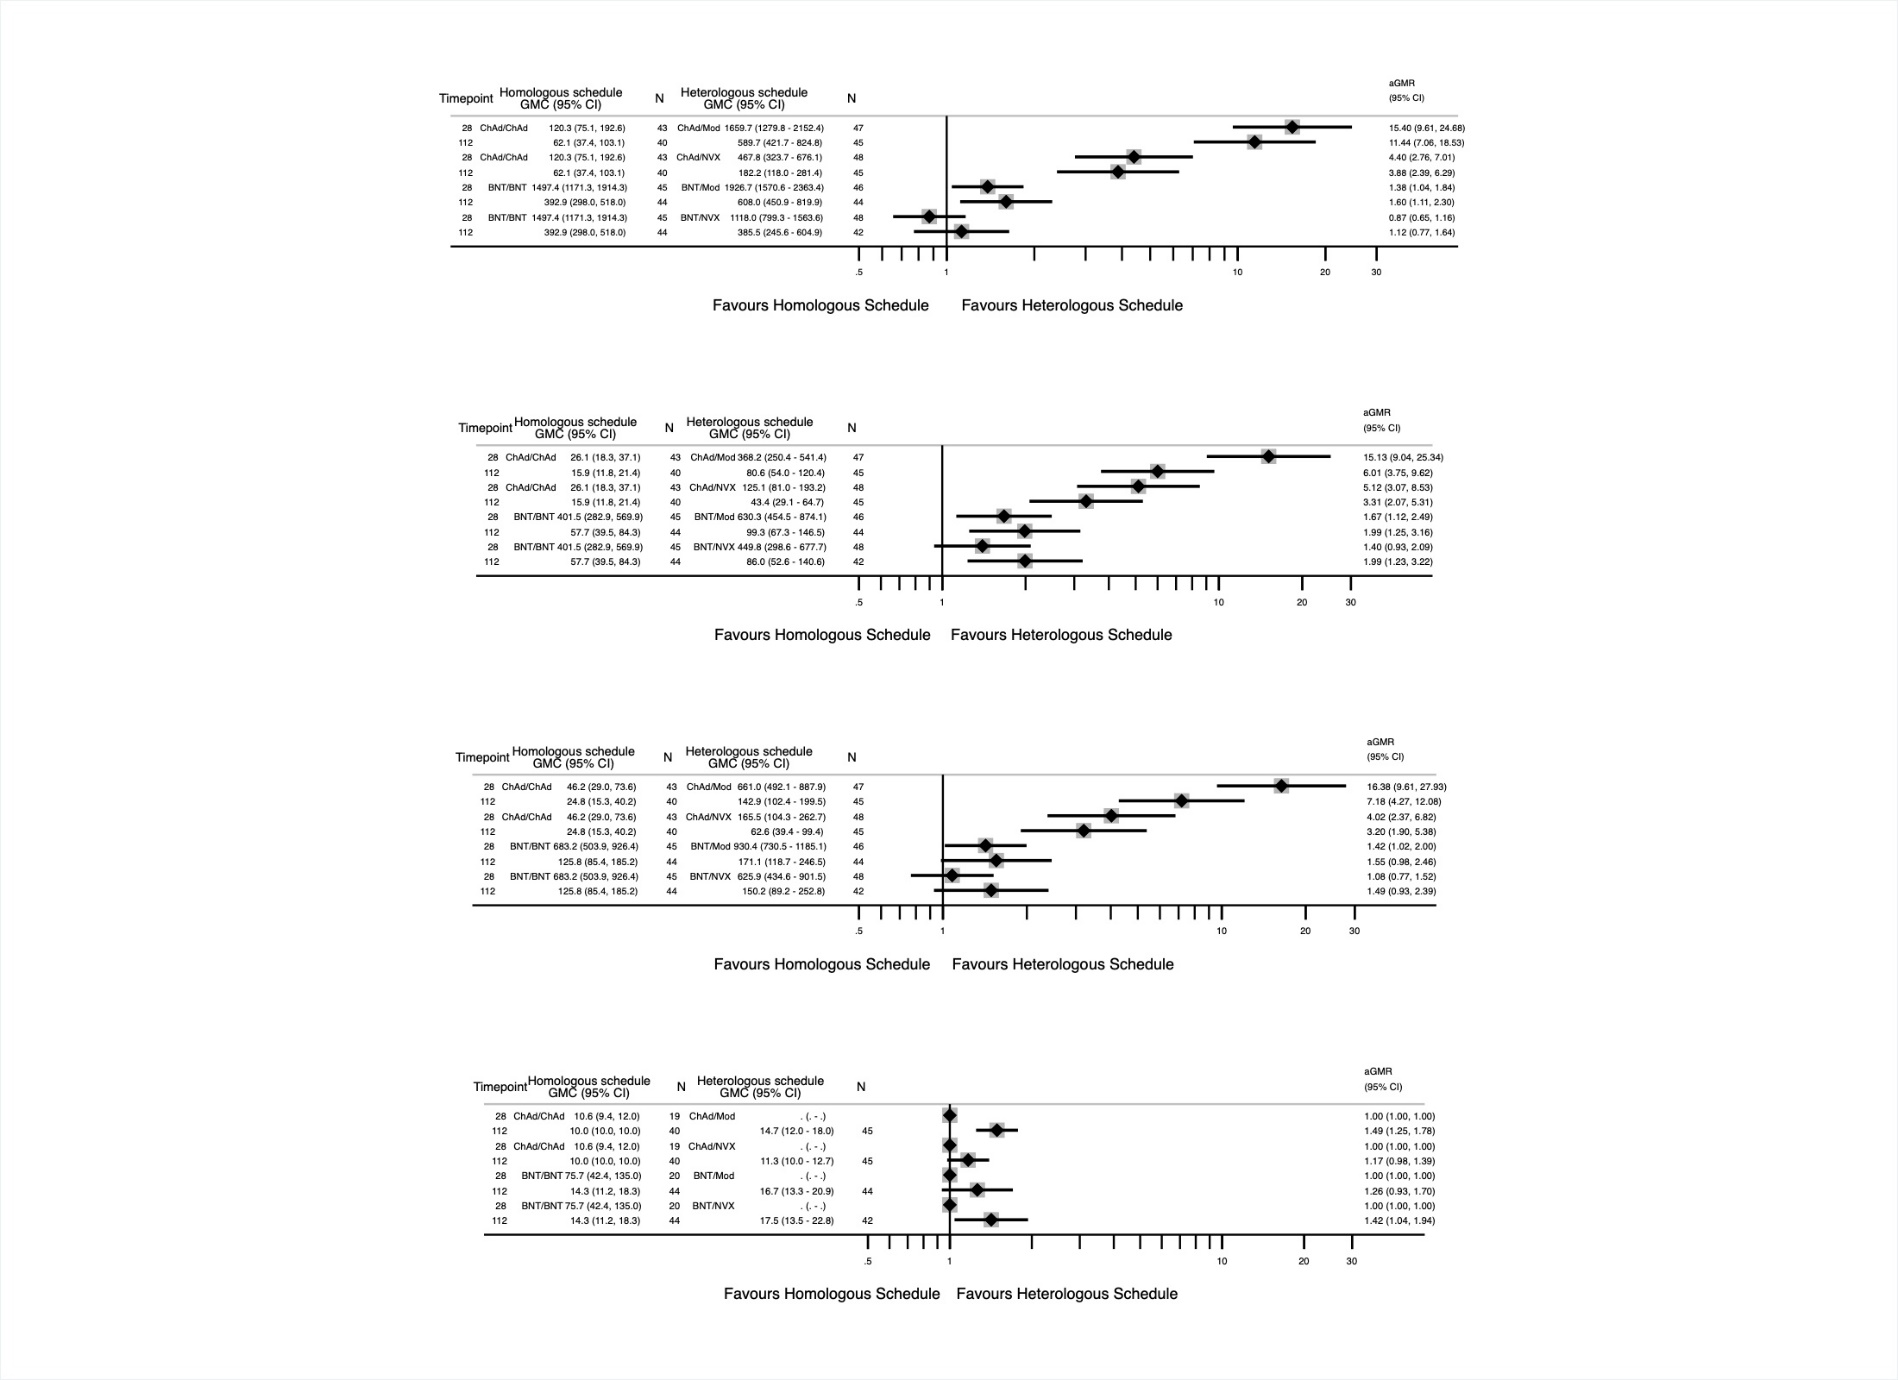 aGMR
Timepoint Homologous schedule GMC (95% CI) N Heterologous schedule GMC (95% CI) N (95% CI)
28 ChAd/ChAd 120.3 (75.1, 192.6) 43 ChAd/Mod 1659.7 (1279.8 - 2152.4) 47 15.40 (9.61, 24.68)
112 62.1 (37.4, 103.1) 40 589.7 (421.7 - 824.8) 45 11.44 (7.06, 18.53)
28 ChAd/ChAd 120.3 (75.1, 192.6) 43 ChAd/NVX 467.8 (323.7 - 676.1) 48 4.40 (2.76, 7.01)
112 62.1 (37.4, 103.1) 40 182.2 (118.0 - 281.4) 45 3.88 (2.39, 6.29)
28 BNT/BNT 1497.4 (1171.3, 1914.3) 45 BNT/Mod 1926.7 (1570.6 - 2363.4) 46 1.38 (1.04, 1.84)
112 392.9 (298.0, 518.0) 44 608.0 (450.9 - 819.9) 44 1.60 (1.11, 2.30)
28 BNT/BNT 1497.4 (1171.3, 1914.3) 45 BNT/NVX 1118.0 (799.3 - 1563.6) 48 0.87 (0.65, 1.16)
112 392.9 (298.0, 518.0) 44 385.5 (245.6 - 604.9) 42 1.12 (0.77, 1.64)
.5 1 10 20 30
Favours Homologous Schedule Favours Heterologous Schedule
aGMR
Timepoint Homologous schedule GMC (95% CI) N Heterologous schedule GMC (95% CI) N (95% CI)
28 ChAd/ChAd 26.1 (18.3, 37.1) 43 ChAd/Mod 368.2 (250.4 - 541.4) 47 15.13 (9.04, 25.34)
112 15.9 (11.8, 21.4) 40 80.6 (54.0 - 120.4) 45 6.01 (3.75, 9.62)
28 ChAd/ChAd 26.1 (18.3, 37.1) 43 ChAd/NVX 125.1 (81.0 - 193.2) 48 5.12 (3.07, 8.53)
112 15.9 (11.8, 21.4) 40 43.4 (29.1 - 64.7) 45 3.31 (2.07, 5.31)
28 BNT/BNT 401.5 (282.9, 569.9) 45 BNT/Mod 630.3 (454.5 - 874.1) 46 1.67 (1.12, 2.49)
112 57.7 (39.5, 84.3) 44 99.3 (67.3 - 146.5) 44 1.99 (1.25, 3.16)
28 BNT/BNT 401.5 (282.9, 569.9) 45 BNT/NVX 449.8 (298.6 - 677.7) 48 1.40 (0.93, 2.09)
112 57.7 (39.5, 84.3) 44 86.0 (52.6 - 140.6) 42 1.99 (1.23, 3.22)
.5 1 10 20 30
Favours Homologous Schedule Favours Heterologous Schedule
aGMR
Timepoint Homologous schedule GMC (95% CI) N Heterologous schedule GMC (95% CI) N (95% CI)
28 ChAd/ChAd 46.2 (29.0, 73.6) 43 ChAd/Mod 661.0 (492.1 - 887.9) 47 16.38 (9.61, 27.93)
112 24.8 (15.3, 40.2) 40 142.9 (102.4 - 199.5) 45 7.18 (4.27, 12.08)
28 ChAd/ChAd 46.2 (29.0, 73.6) 43 ChAd/NVX 165.5 (104.3 - 262.7) 48 4.02 (2.37, 6.82)
112 24.8 (15.3, 40.2) 40 62.6 (39.4 - 99.4) 45 3.20 (1.90, 5.38)
28 BNT/BNT 683.2 (503.9, 926.4) 45 BNT/Mod 930.4 (730.5 - 1185.1) 46 1.42 (1.02, 2.00)
112 125.8 (85.4, 185.2) 44 171.1 (118.7 - 246.5) 44 1.55 (0.98, 2.46)
28 BNT/BNT 683.2 (503.9, 926.4) 45 BNT/NVX 625.9 (434.6 - 901.5) 48 1.08 (0.77, 1.52)
112 125.8 (85.4, 185.2) 44 150.2 (89.2 - 252.8) 42 1.49 (0.93, 2.39)
.5 1 10 20 30
Favours Homologous Schedule Favours Heterologous Schedule
aGMR
Timepoint Homologous schedule GMC (95% CI) N Heterologous schedule GMC (95% CI) N (95% CI)
28 ChAd/ChAd 10.6 (9.4, 12.0) 19 ChAd/Mod . (. - .) 1.00 (1.00, 1.00)
112 10.0 (10.0, 10.0) 40 14.7 (12.0 - 18.0) 45 1.49 (1.25, 1.78)
28 ChAd/ChAd 10.6 (9.4, 12.0) 19 ChAd/NVX . (. - .) 1.00 (1.00, 1.00)
112 10.0 (10.0, 10.0) 40 11.3 (10.0 - 12.7) 45 1.17 (0.98, 1.39)
28 BNT/BNT 75.7 (42.4, 135.0) 20 BNT/Mod . (. - .) 1.00 (1.00, 1.00)
112 14.3 (11.2, 18.3) 44 16.7 (13.3 - 20.9) 44 1.26 (0.93, 1.70)
28 BNT/BNT 75.7 (42.4, 135.0) 20 BNT/NVX . (. - .) 1.00 (1.00, 1.00)
112 14.3 (11.2, 18.3) 44 17.5 (13.5 - 22.8) 42 1.42 (1.04, 1.94)
.5 1 10 20 30
Favours Homologous Schedule Favours Heterologous Schedule